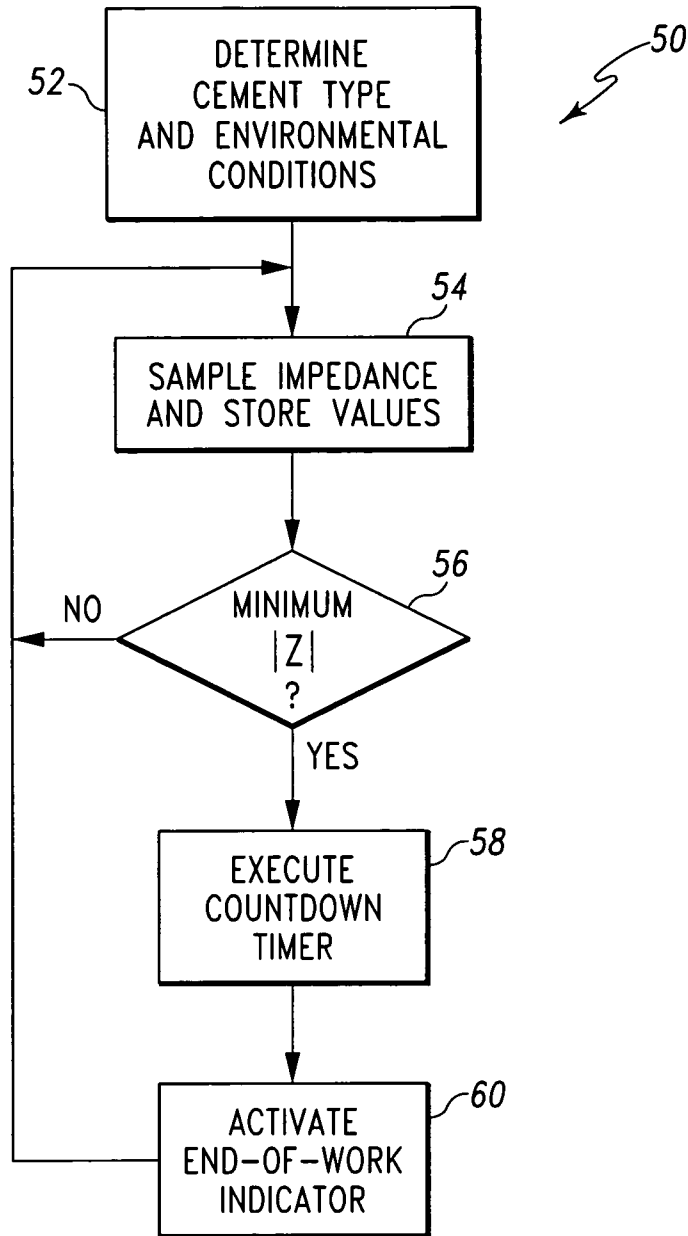 50
52
DETERMINE
CEMENT TYPE
AND ENVIRONMENTAL
CONDITIONS
54
SAMPLE IMPEDANCE
AND STORE VALUES
56
NO
MINIMUM
|Z|
?
YES
58
EXECUTE
COUNTDOWN
TIMER
60
ACTIVATE
END-OF-WORK
INDICATOR